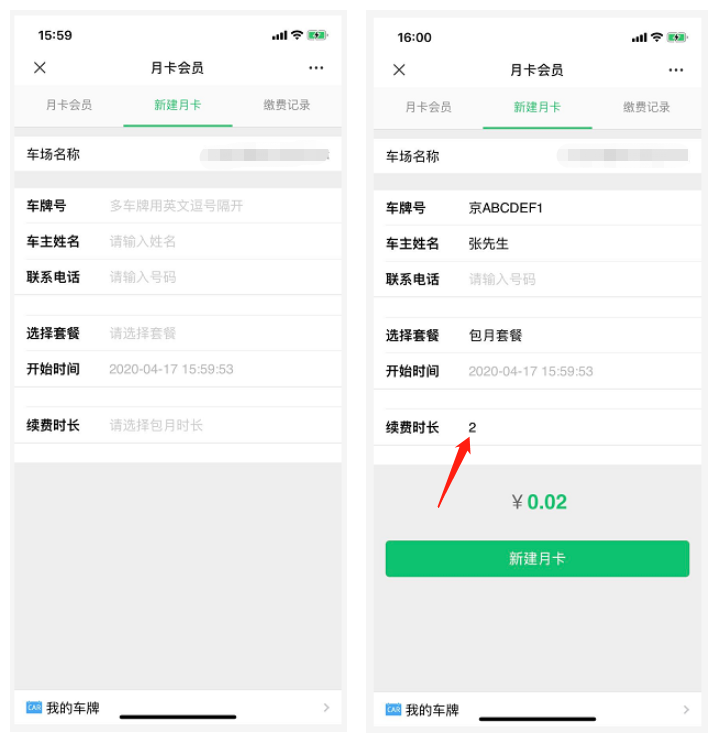 15:59
月卡会员
月卡会员 新建月卡 缴费记录
车场名称
车牌号 多车牌用英文逗号隔开
车主姓名 请输入姓名
联系电话 请输入号码
选择套餐 请选择套餐
开始时间 2020-04-17 15:59:53
续费时长 请选择包月时长
CAR 我的车牌
16:00
月卡会员
月卡会员 新建月卡 缴费记录
车场名称
车牌号 京ABCDEF1
车主姓名 张先生
联系电话 请输入号码
选择套餐 包月套餐
开始时间 2020-04-17 15:59:53
续费时长 2
¥0.02
新建月卡
CAR 我的车牌